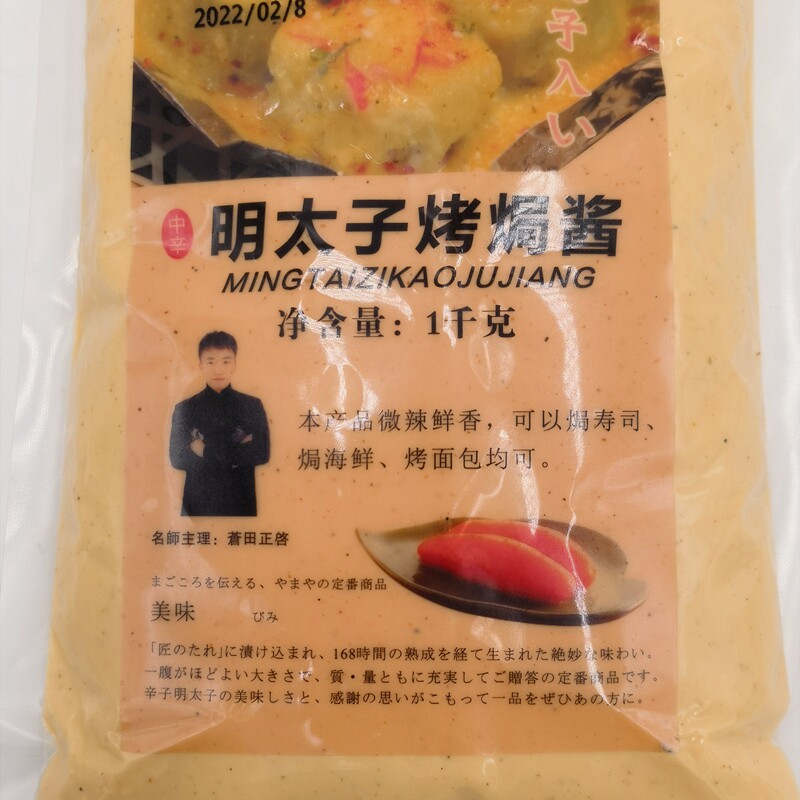 2022/02/8
子入い
中辛
明太子烤焗酱
MINGTAIZIKAOJUJIANG
净含量：1千克
本产品微辣鲜香，可以焗寿司、
焗海鲜、烤面包均可。
名師主理：蒼田正啓
まごころを伝える、やまやの定番商品
美味 びみ
「匠のたれ」に漬け込まれ、168時間の熟成を経て生まれた絶妙な味わい。
一腹がほどよい大きさで、質・量ともに充実してご贈答の定番商品です。
辛子明太子の美味しさと、感謝の思いがこもって一品をぜひあの方に。